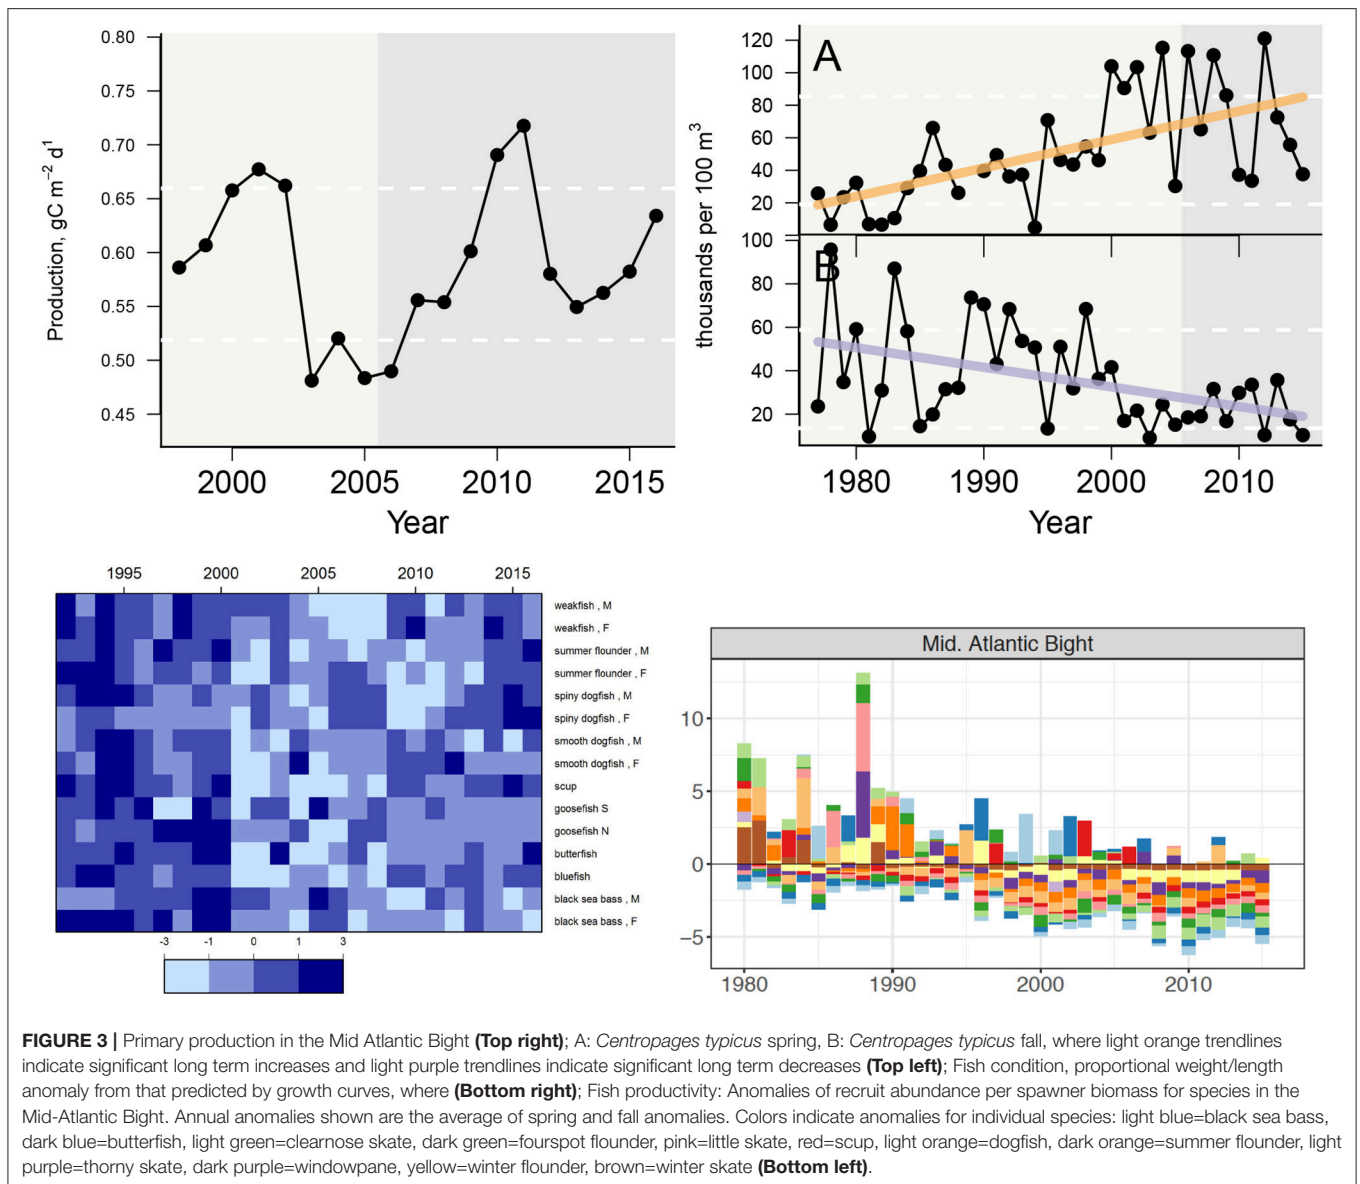 0.80
0.75
0.70
0.65
0.60
0.55
0.50
0.45
Production, gC m⁻² d¹
2000 2005 2010 2015
Year
A
120
100
80
60
40
20
B
100
80
60
40
20
thousands per 100 m³
1980 1990 2000 2010
Year
1995 2000 2005 2010 2015
weakfish , M
weakfish , F
summer flounder , M
summer flounder , F
spiny dogfish , M
spiny dogfish , F
smooth dogfish , M
smooth dogfish , F
scup
goosefish S
goosefish N
butterfish
bluefish
black sea bass , M
black sea bass , F
-3 -1 0 1 3
Mid. Atlantic Bight
10
5
0
−5
1980 1990 2000 2010
FIGURE 3 | Primary production in the Mid Atlantic Bight (Top right); A: Centropages typicus spring, B: Centropages typicus fall, where light orange trendlines
indicate significant long term increases and light purple trendlines indicate significant long term decreases (Top left); Fish condition, proportional weight/length
anomaly from that predicted by growth curves, where (Bottom right); Fish productivity: Anomalies of recruit abundance per spawner biomass for species in the
Mid-Atlantic Bight. Annual anomalies shown are the average of spring and fall anomalies. Colors indicate anomalies for individual species: light blue=black sea bass,
dark blue=butterfish, light green=clearnose skate, dark green=fourspot flounder, pink=little skate, red=scup, light orange=dogfish, dark orange=summer flounder, light
purple=thorny skate, dark purple=windowpane, yellow=winter flounder, brown=winter skate (Bottom left).